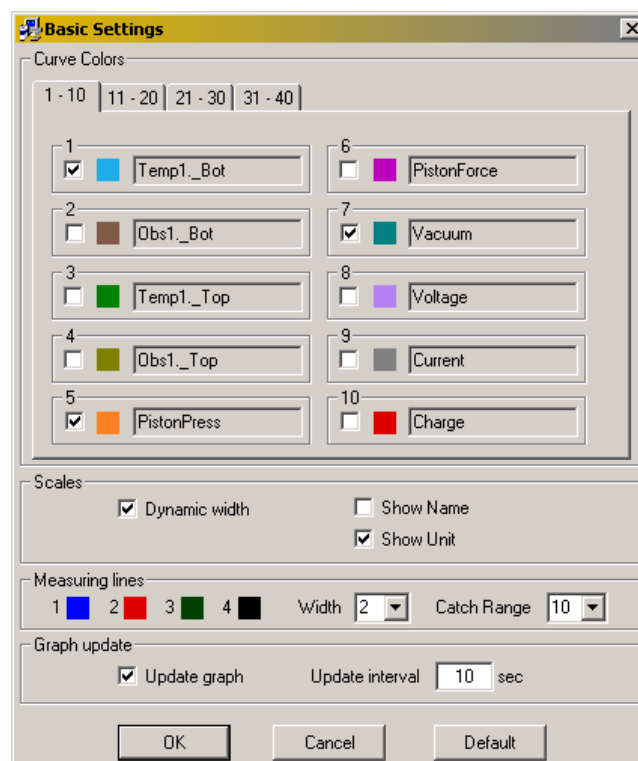 Basic Settings
Curve Colors
1 - 10 11 - 20 21 - 30 31 - 40
1
Temp1._Bot
2
Obs1._Bot
3
Temp1._Top
4
Obs1._Top
5
PistonPress
6
PistonForce
7
Vacuum
8
Voltage
9
Current
10
Charge
Scales
Dynamic width
Show Name
Show Unit
Measuring lines
1 2 3 4 Width 2 Catch Range 10
Graph update
Update graph Update interval 10 sec
OK Cancel Default